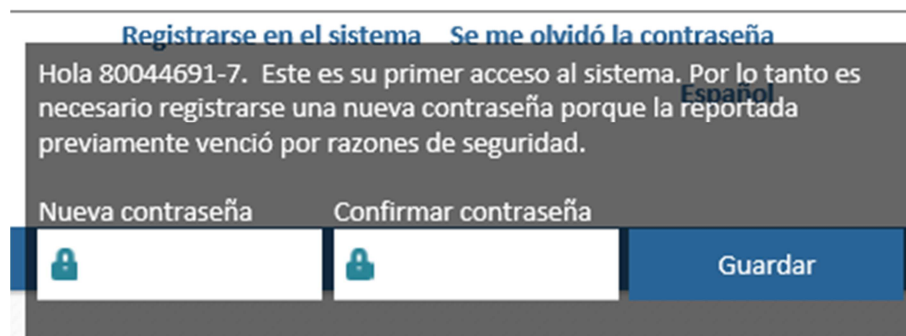 Registrarse en el sistema Se me olvidó la contraseña
Hola 80044691-7. Este es su primer acceso al sistema. Por lo tanto es
Español
necesario registrarse una nueva contraseña porque la reportada
previamente venció por razones de seguridad.
Nueva contraseña Confirmar contraseña
Guardar